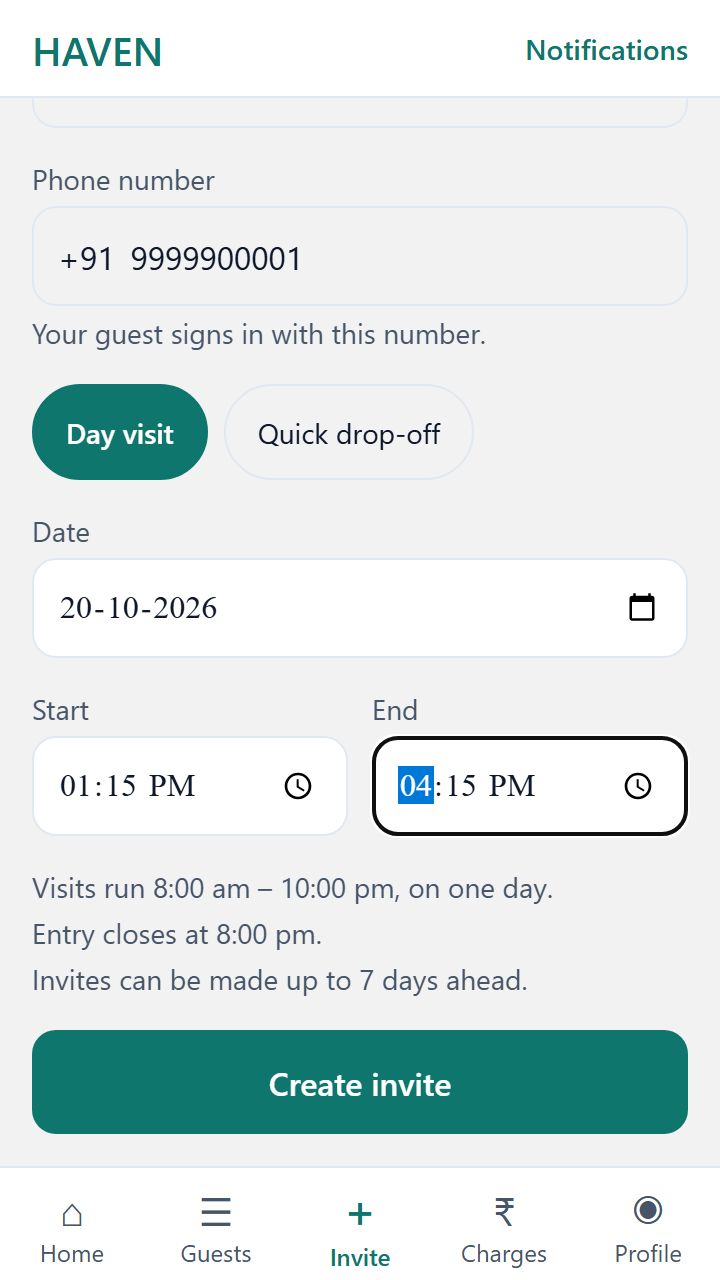 HAVEN
Notifications
Phone number
+91 9999900001
Your guest signs in with this number.
Day visit
Quick drop-off
Date
20-10-2026
Start
End
01:15 PM
04:15 PM
Visits run 8:00 am – 10:00 pm, on one day.
Entry closes at 8:00 pm.
Invites can be made up to 7 days ahead.
Create invite
Home
Guests
Invite
₹
Charges
Profile